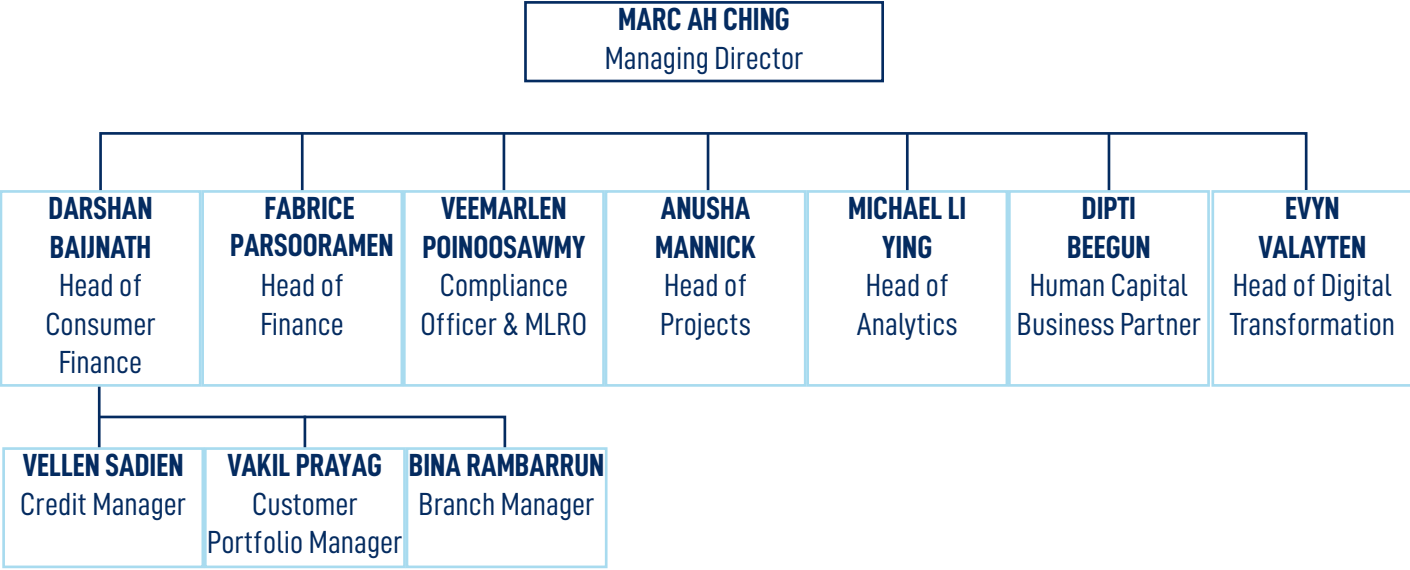 MARC AH CHING
Managing Director
DARSHAN
BAIJNATH
Head of
Consumer
Finance
FABRICE
PARSOORAMEN
Head of
Finance
VEEMARLEN
POINOOSAWMY
Compliance
Officer & MLRO
ANUSHA
MANNICK
Head of
Projects
MICHAEL LI
YING
Head of
Analytics
DIPTI
BEEGUN
Human Capital
Business Partner
EVYN
VALAYTEN
Head of Digital
Transformation
VELLEN SADIEN
Credit Manager
VAKIL PRAYAG
Customer
Portfolio Manager
BINA RAMBARRUN
Branch Manager